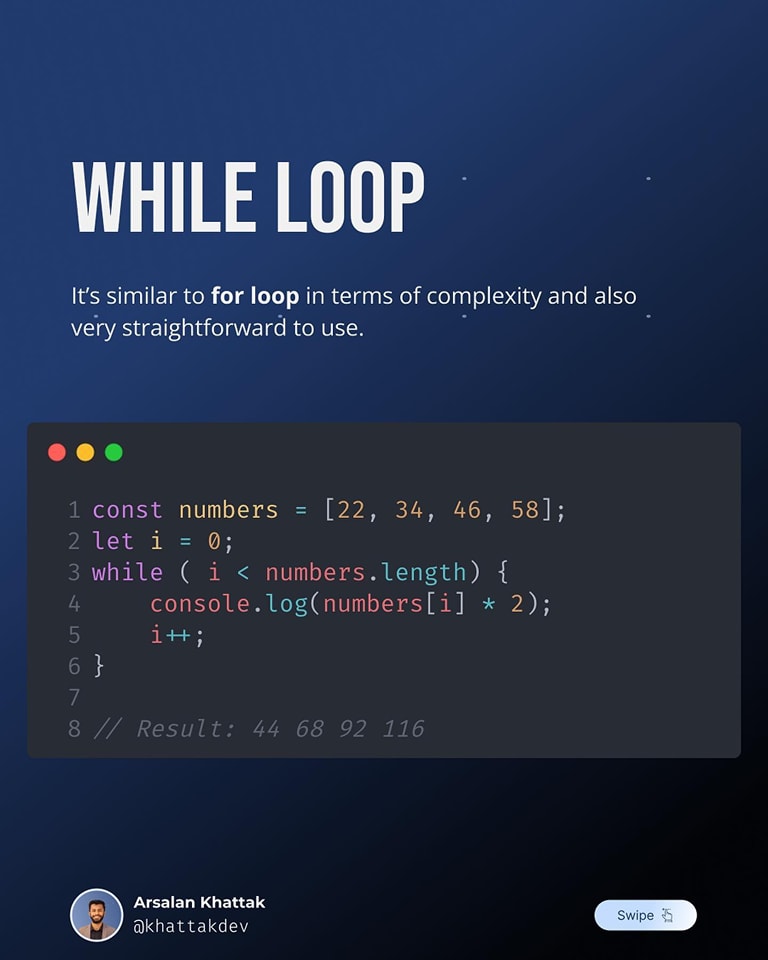 WHILE LOOP
It’s similar to for loop in terms of complexity and also
very straightforward to use.
1 const numbers = [22, 34, 46, 58];
2 let i = 0;
3 while ( i < numbers.length) {
4     console.log(numbers[i] * 2);
5     i++;
6 }
7
8 // Result: 44 68 92 116
Arsalan Khattak
@khattakdev
Swipe